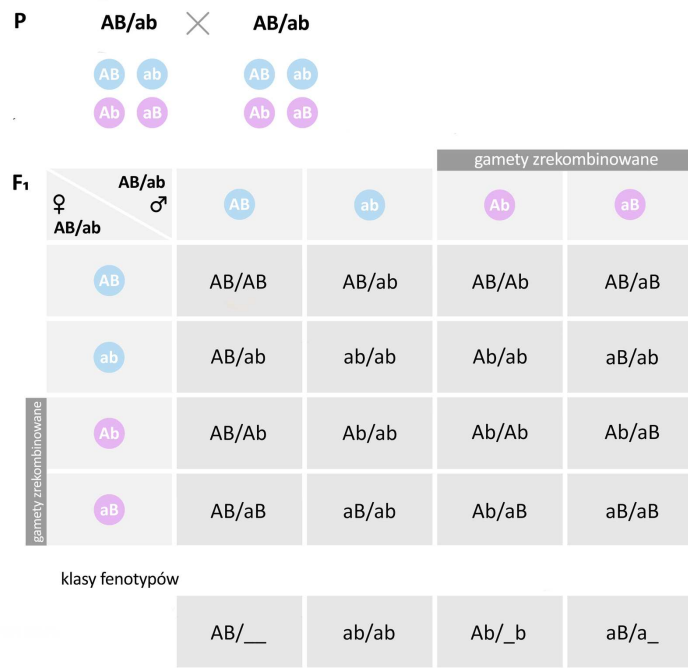 P AB/ab AB/ab
AB ab AB ab
Ab aB Ab aB
gamety zrekombinowane
F₁ ♀ AB/ab AB/ab ♂ AB ab Ab aB
AB AB/AB AB/ab AB/Ab AB/aB
ab AB/ab ab/ab Ab/ab aB/ab
gamety zrekombinowane
Ab AB/Ab Ab/ab Ab/Ab Ab/aB
aB AB/aB aB/ab Ab/aB aB/aB
klasy fenotypów
AB/__ ab/ab Ab/_b aB/a_